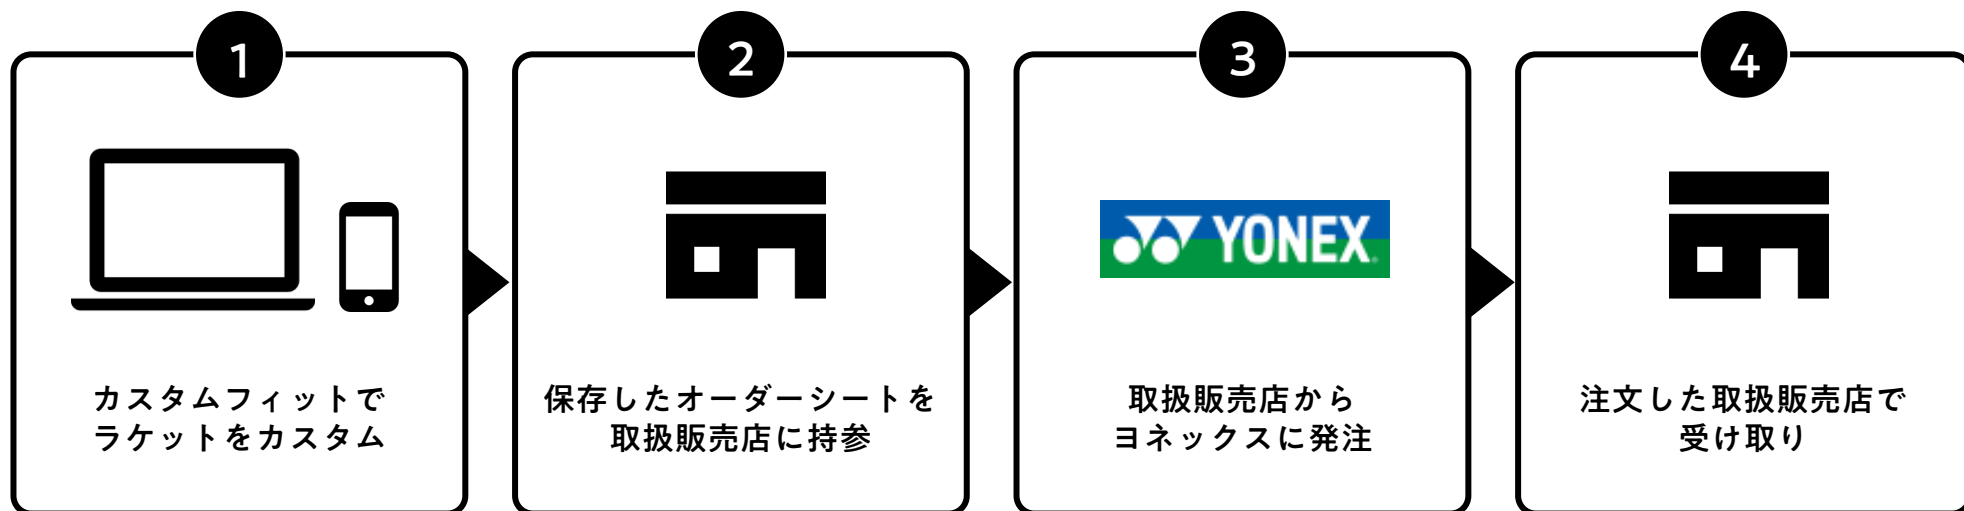 1
カスタムフィットで
ラケットをカスタム
2
保存したオーダーシートを
取扱販売店に持参
3
YONEX
取扱販売店から
ヨネックスに発注
4
注文した取扱販売店で
受け取り